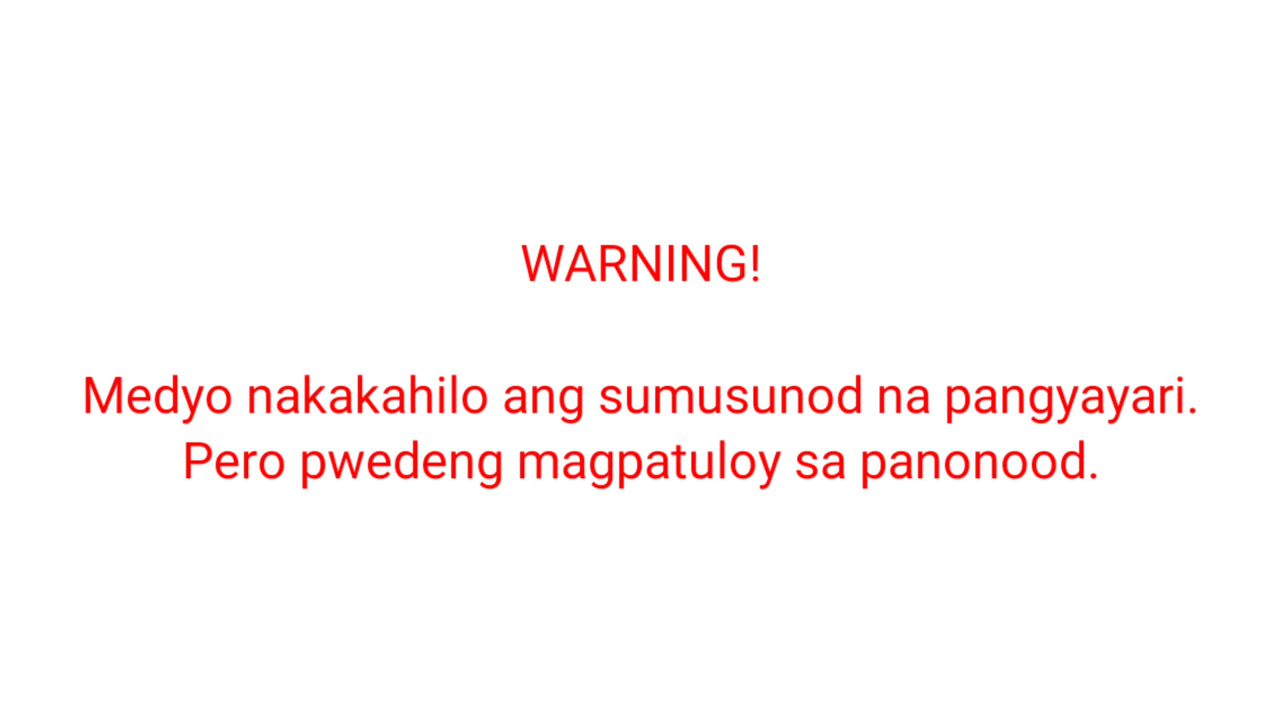 WARNING!
Medyo nakakahilo ang sumusunod na pangyayari.
Pero pwedeng magpatuloy sa panonood.